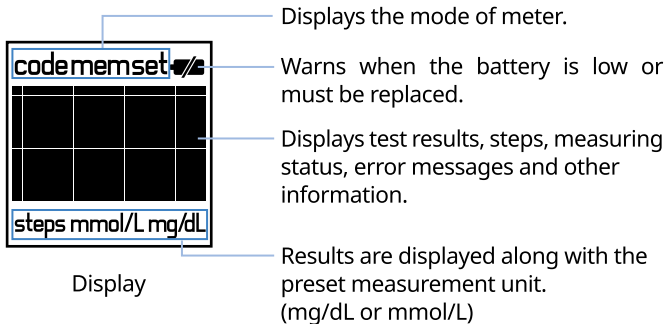 Displays the mode of meter.
code mem set
Warns when the battery is low or
must be replaced.
Displays test results, steps, measuring
status, error messages and other
information.
steps mmol/L mg/dL
Results are displayed along with the
preset measurement unit.
(mg/dL or mmol/L)
Display